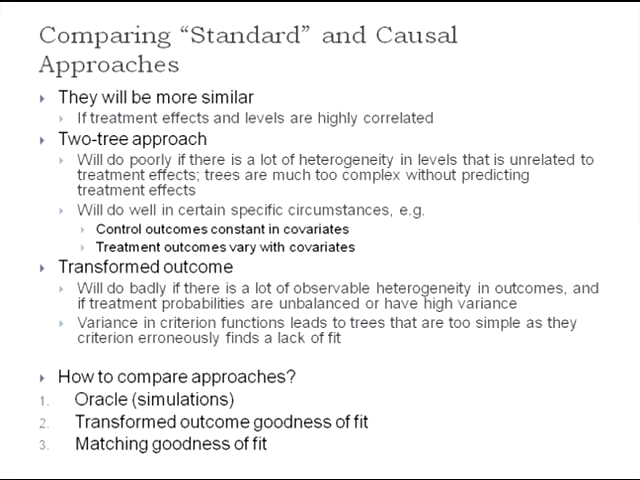 Comparing “Standard” and Causal
Approaches
They will be more similar
If treatment effects and levels are highly correlated
Two-tree approach
Will do poorly if there is a lot of heterogeneity in levels that is unrelated to
treatment effects; trees are much too complex without predicting
treatment effects
Will do well in certain specific circumstances, e.g.
Control outcomes constant in covariates
Treatment outcomes vary with covariates
Transformed outcome
Will do badly if there is a lot of observable heterogeneity in outcomes, and
if treatment probabilities are unbalanced or have high variance
Variance in criterion functions leads to trees that are too simple as they
criterion erroneously finds a lack of fit
How to compare approaches?
1. Oracle (simulations)
2. Transformed outcome goodness of fit
3. Matching goodness of fit